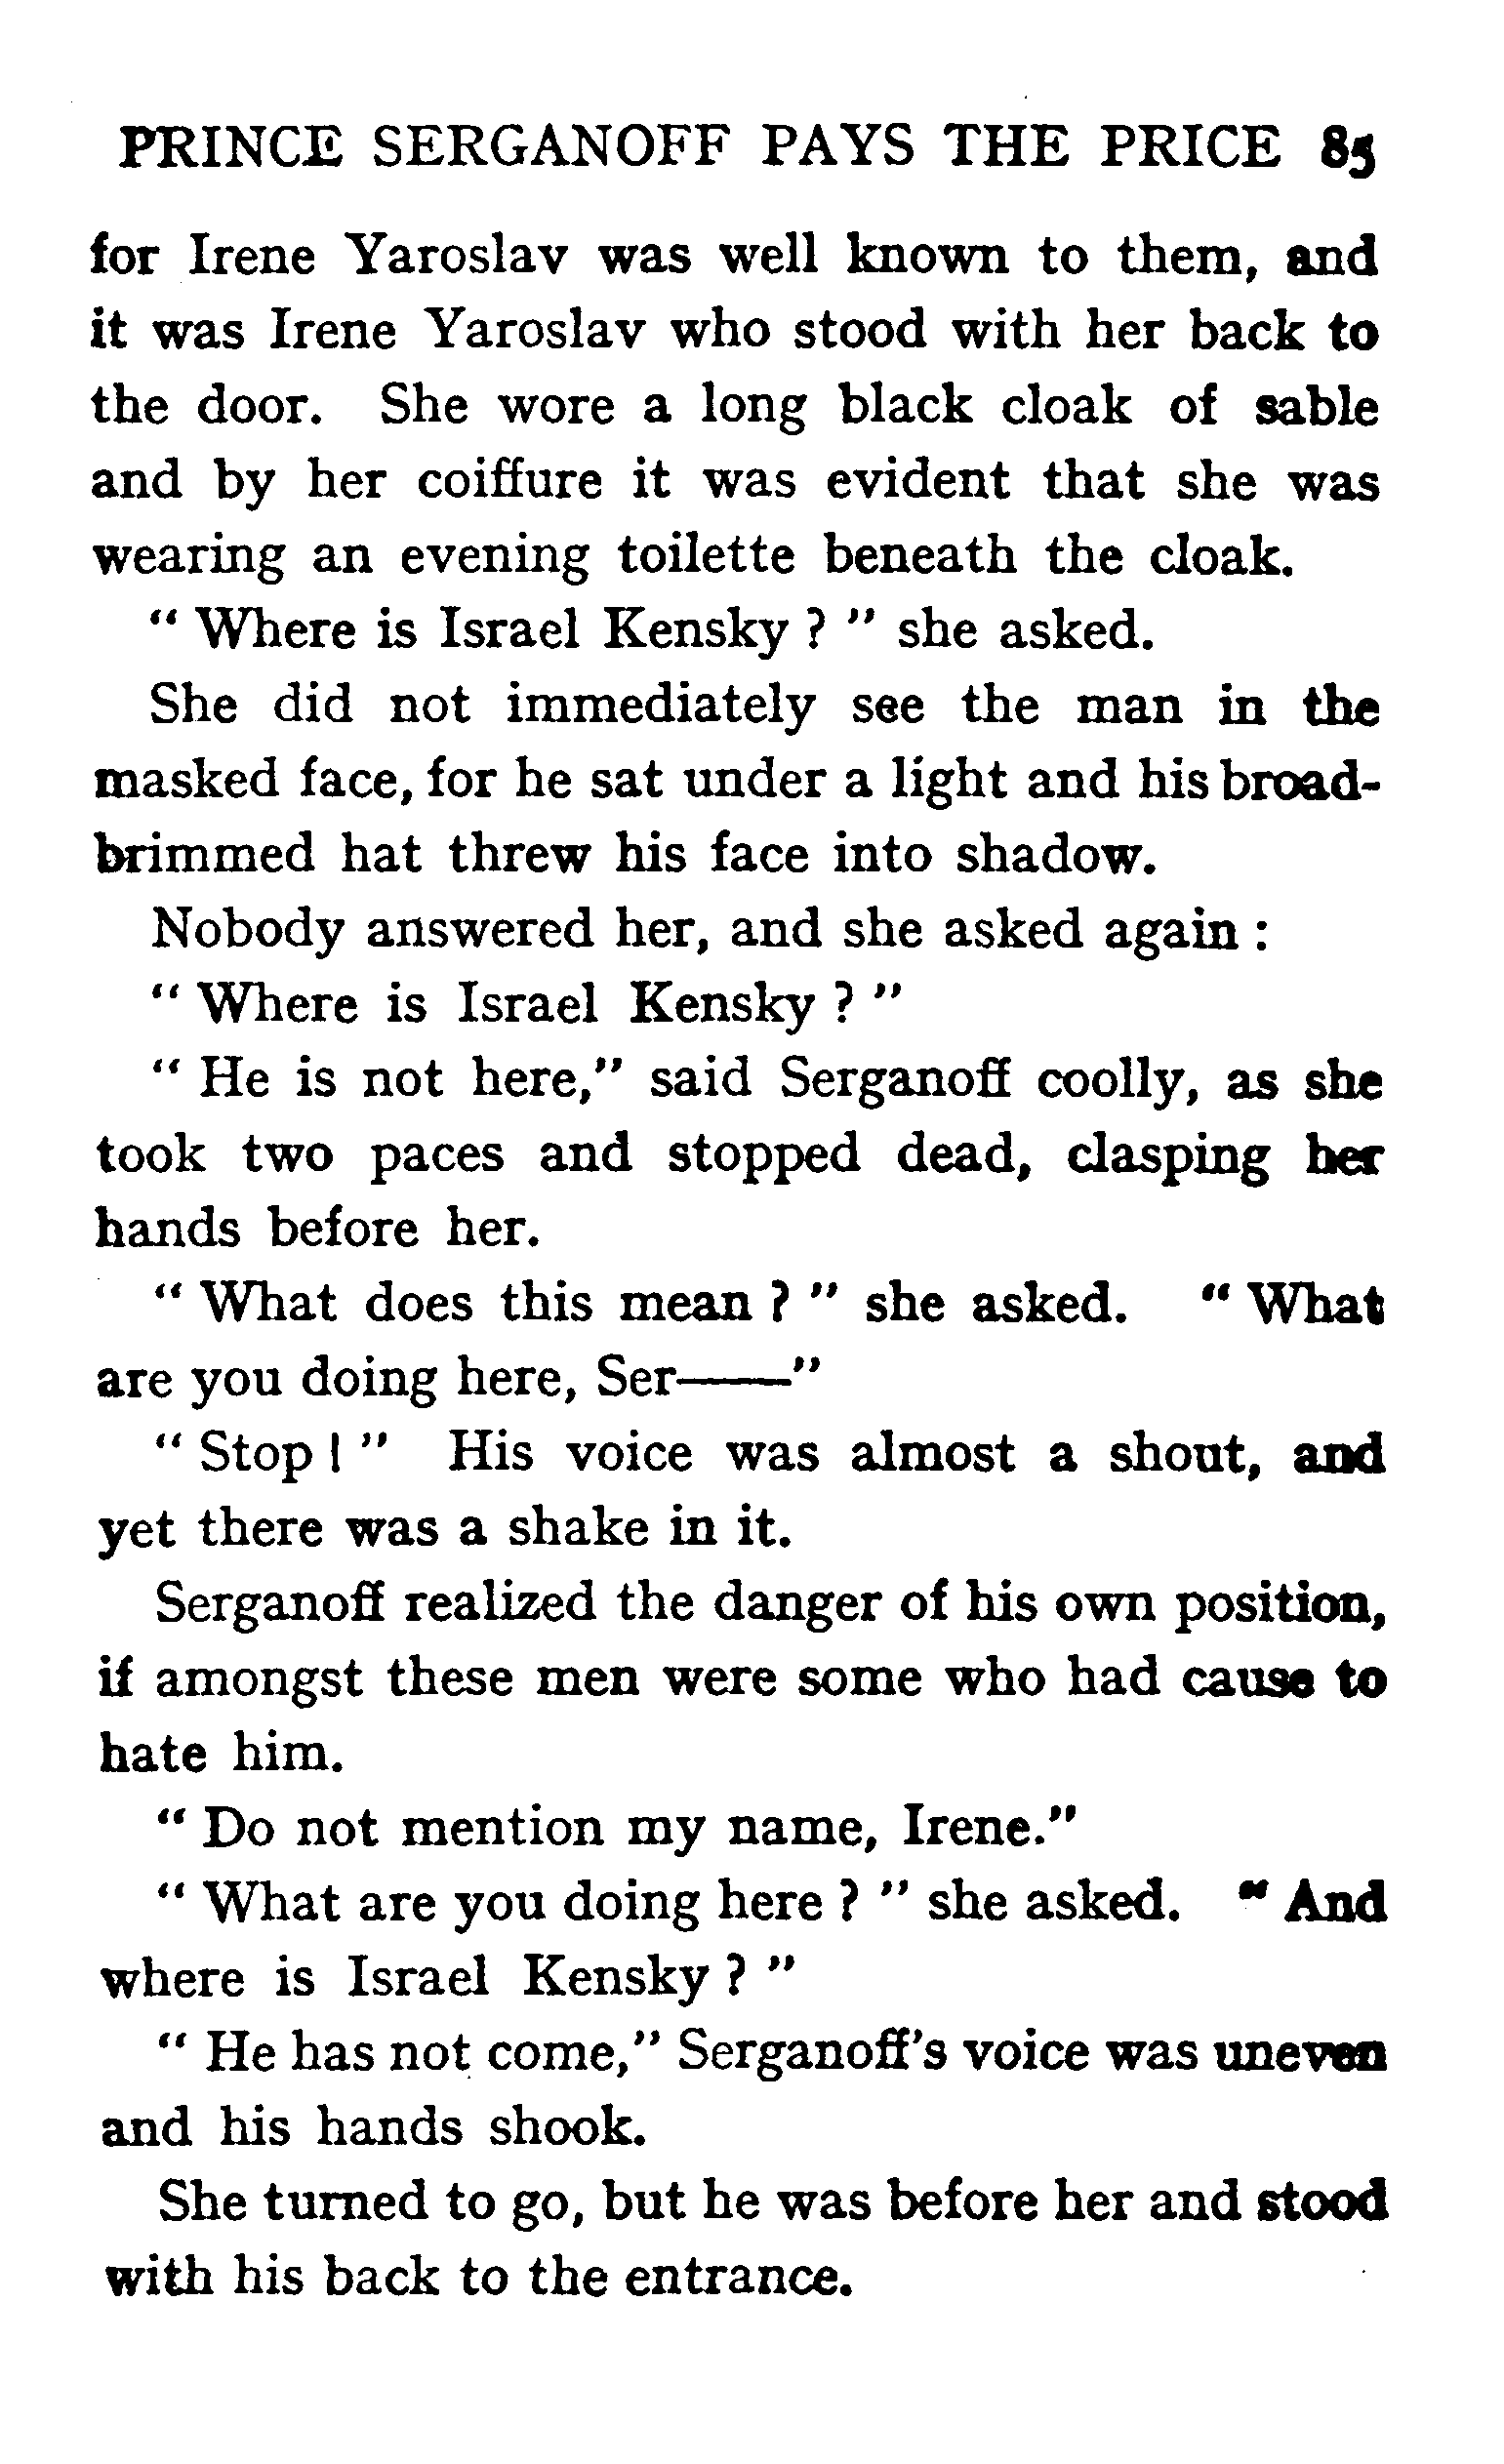 PRINCE SERGANOFF PAYS THE PRICE 85
for Irene Yaroslav was well known to them, and
it was Irene Yaroslav who stood with her back to
the door. She wore a long black cloak of sable
and by her coiffure it was evident that she was
wearing an evening toilette beneath the cloak.
" Where is Israel Kensky ? " she asked.
She did not immediately see the man in the
masked face, for he sat under a light and his broad-
brimmed hat threw his face into shadow.
Nobody answered her, and she asked again :
" Where is Israel Kensky ? "
" He is not here," said Serganoff coolly, as she
took two paces and stopped dead, clasping her
hands before her.
" What does this mean ? " she asked. " What
are you doing here, Ser——"
" Stop ! " His voice was almost a shout, and
yet there was a shake in it.
Serganoff realized the danger of his own position,
if amongst these men were some who had cause to
hate him.
" Do not mention my name, Irene."
" What are you doing here ? " she asked. " And
where is Israel Kensky ? "
" He has not come," Serganoff's voice was uneven
and his hands shook.
She turned to go, but he was before her and stood
with his back to the entrance.